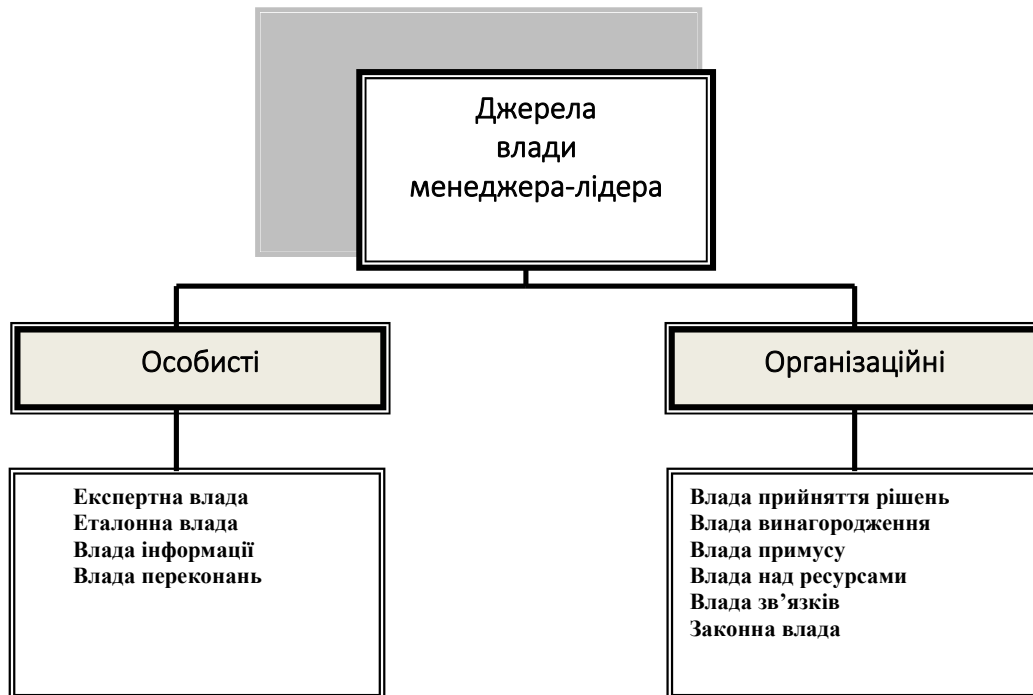 Джерела
влади
менеджера-лідера
Особисті
Організаційні
Експертна влада
Еталонна влада
Влада інформації
Влада переконань
Влада прийняття рішень
Влада винагородження
Влада примусу
Влада над ресурсами
Влада зв’язків
Законна влада